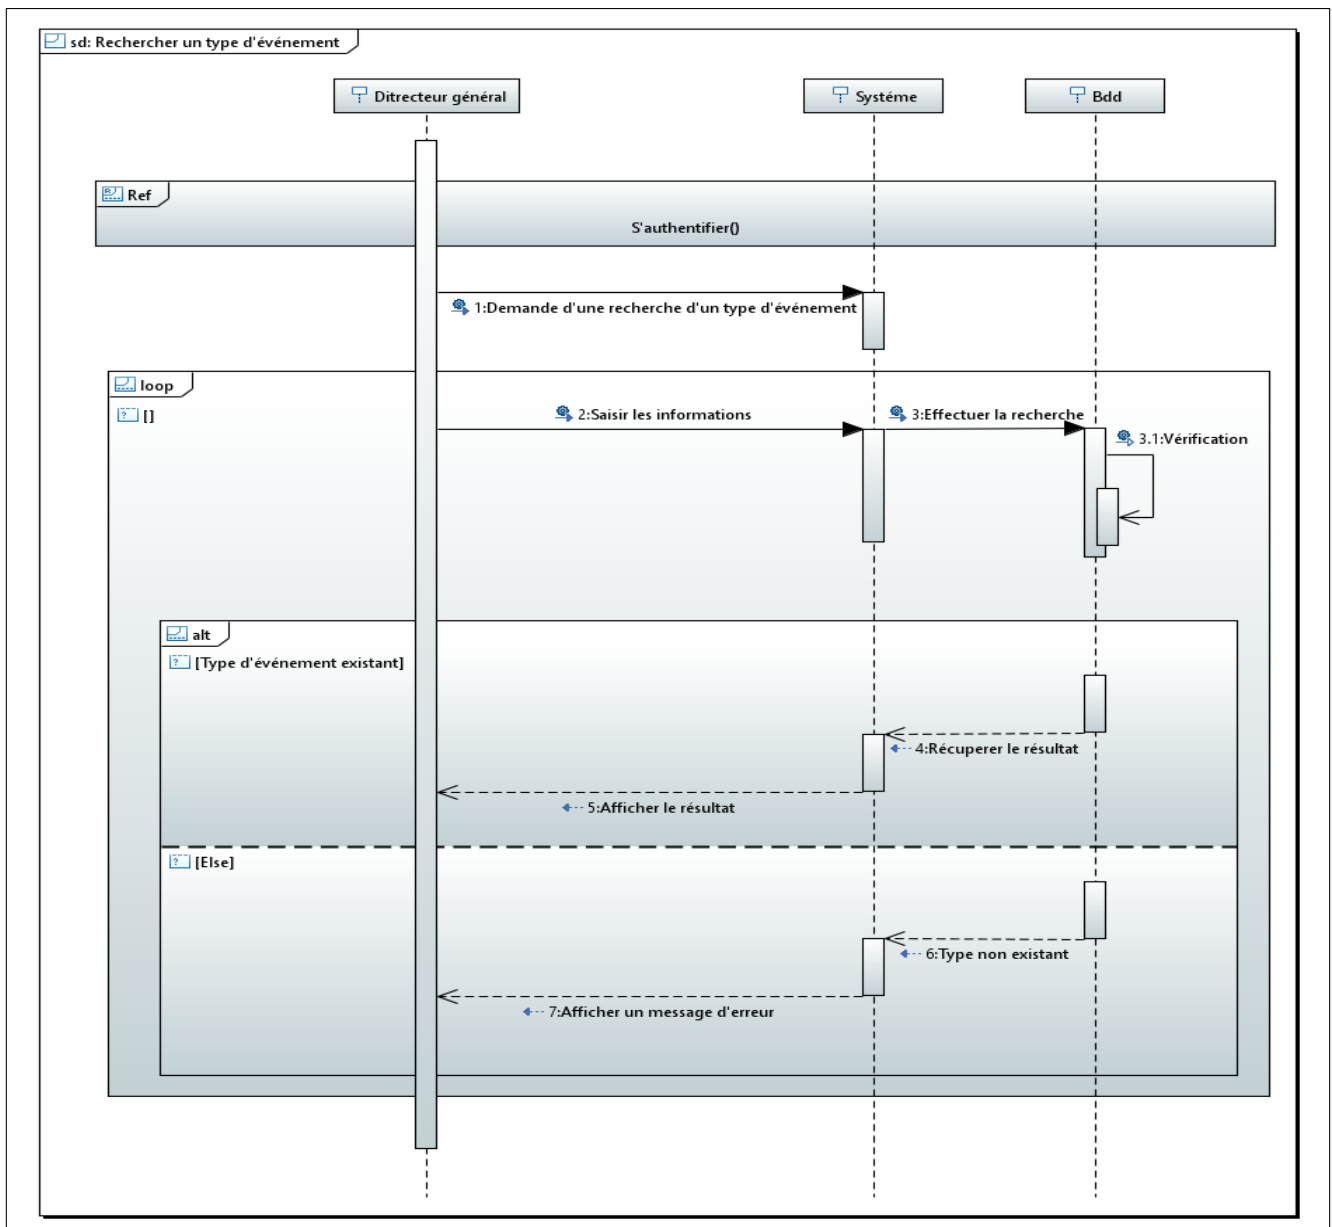 sd: Rechercher un type d'événement
Ditrecteur général
Systéme
Bdd
Ref
S'authentifier()
1:Demande d'une recherche d'un type d'événement
loop
[]
2:Saisir les informations
3:Effectuer la recherche
3.1:Vérification
alt
[Type d'événement existant]
4:Récuperer le résultat
5:Afficher le résultat
[Else]
6:Type non existant
7:Afficher un message d'erreur